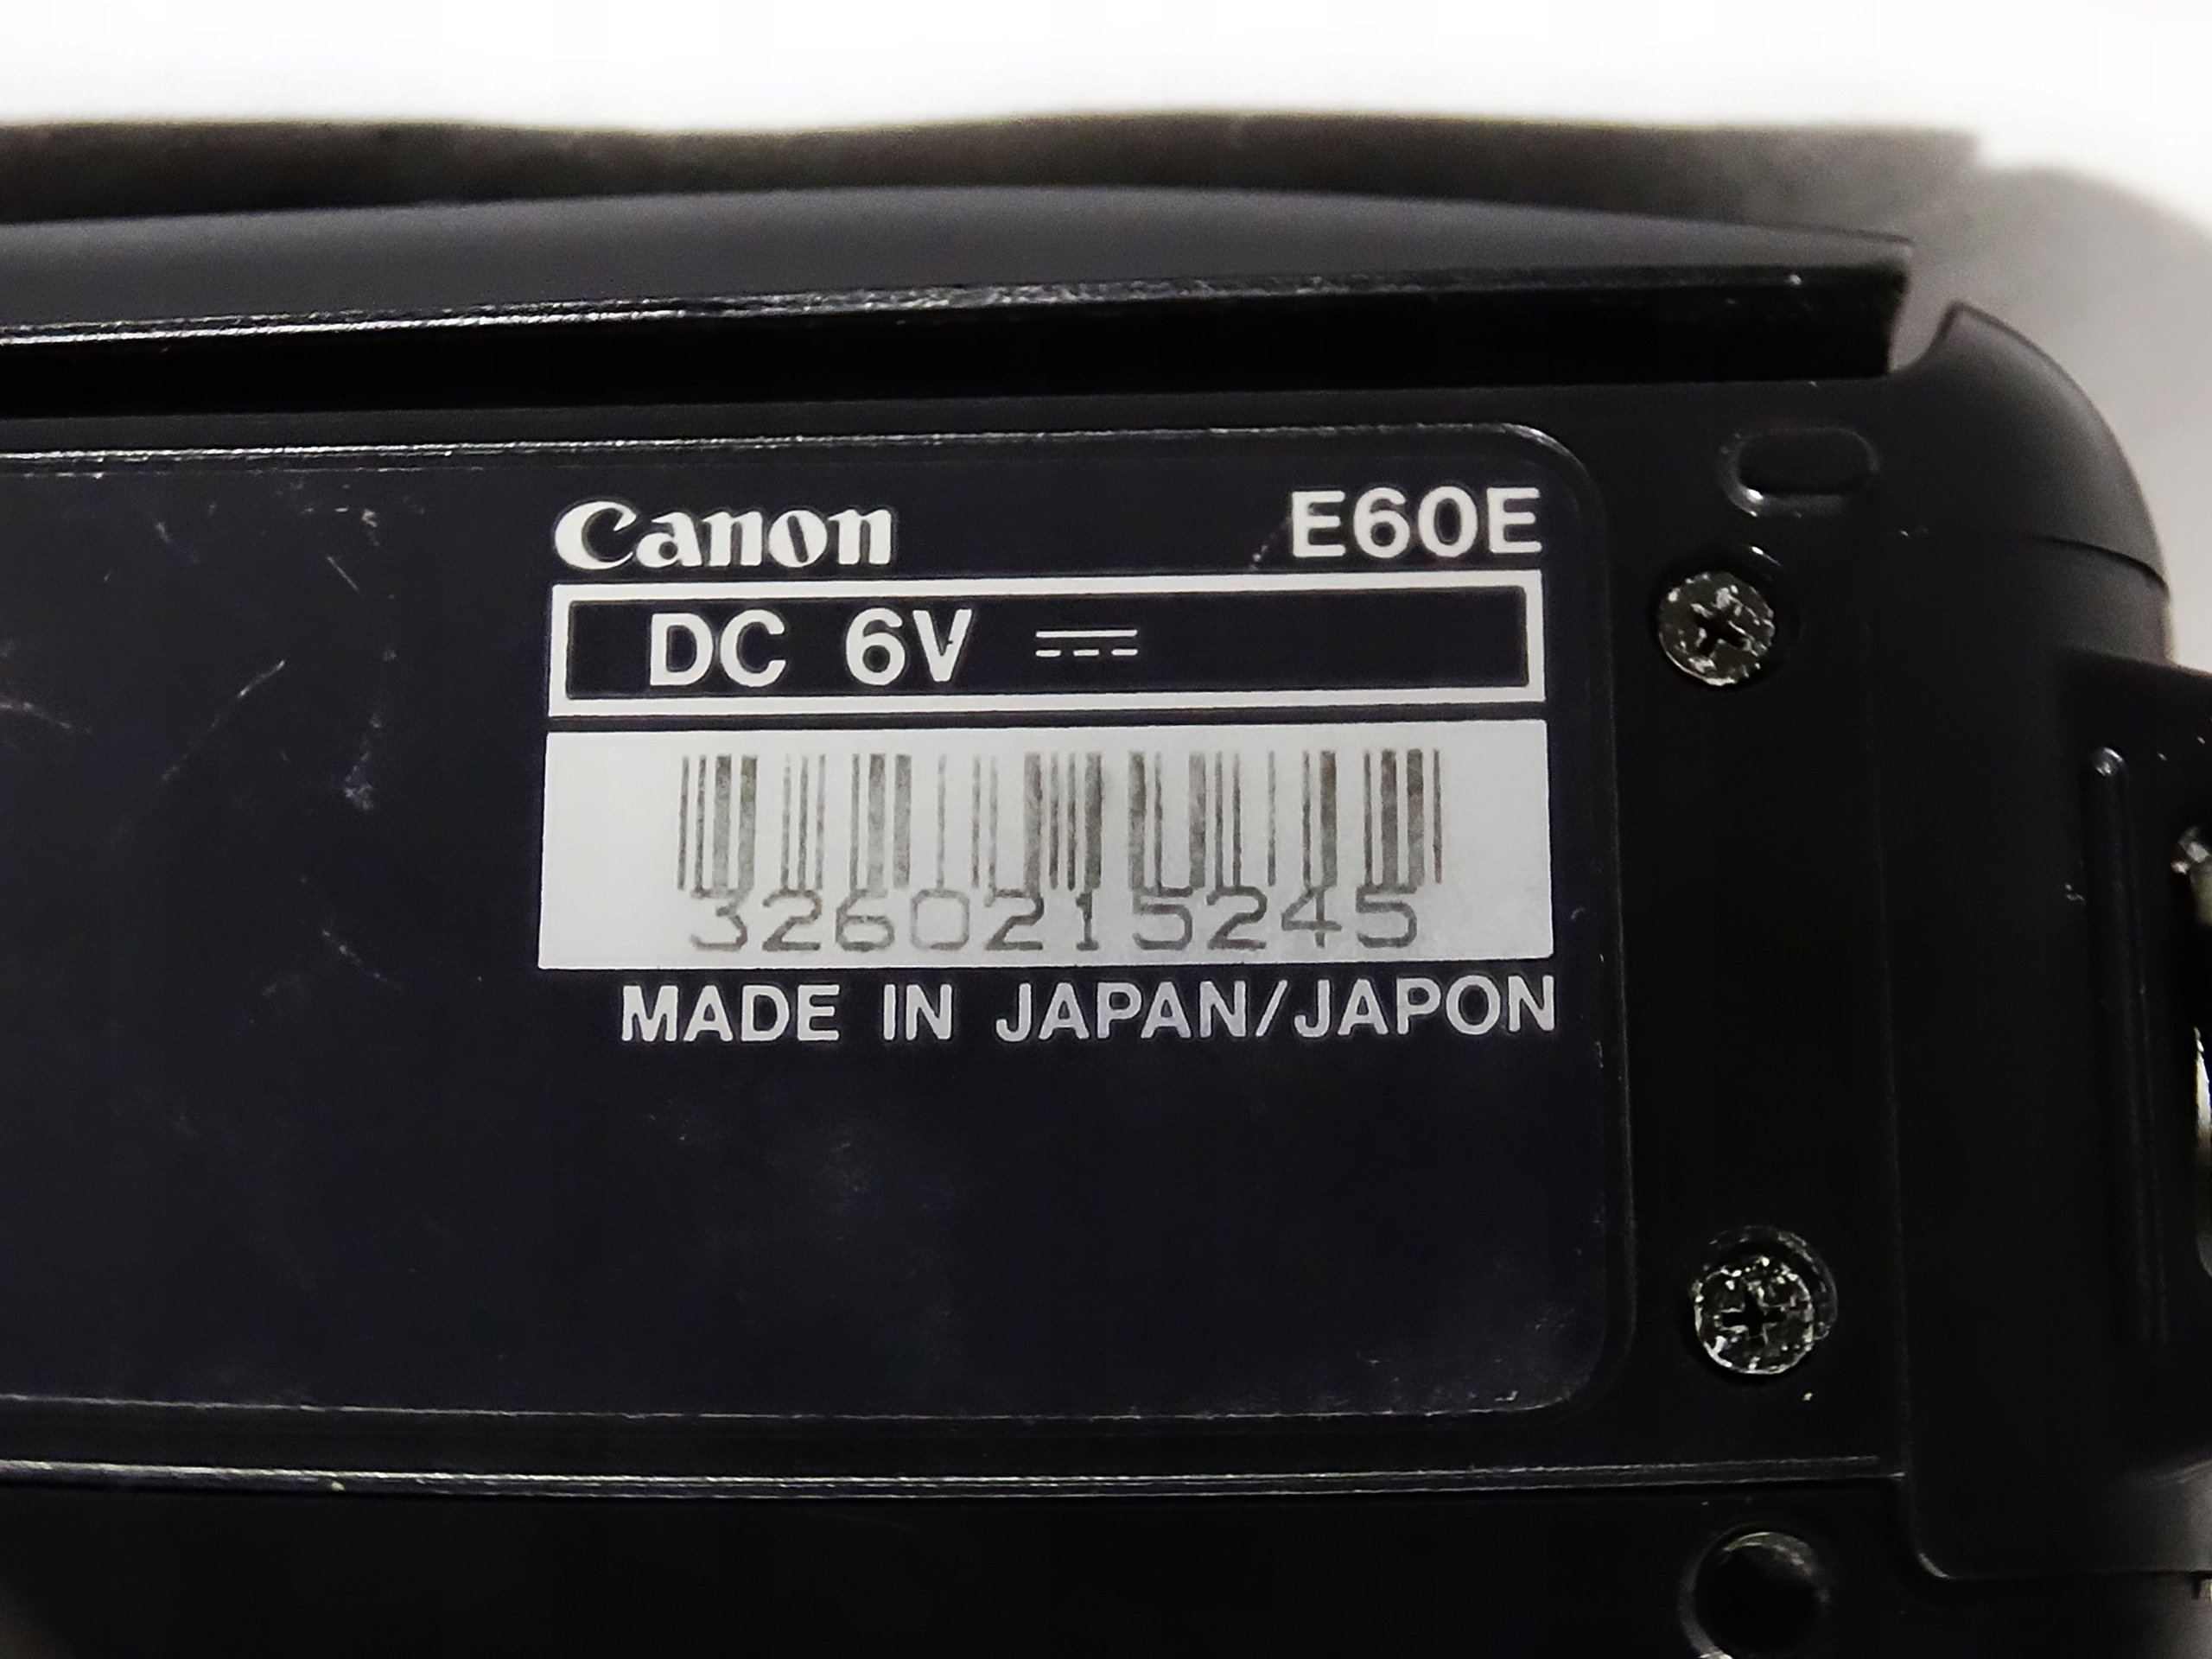 Canon E60E
DC 6V ⎓
3260215245
MADE IN JAPAN/JAPON